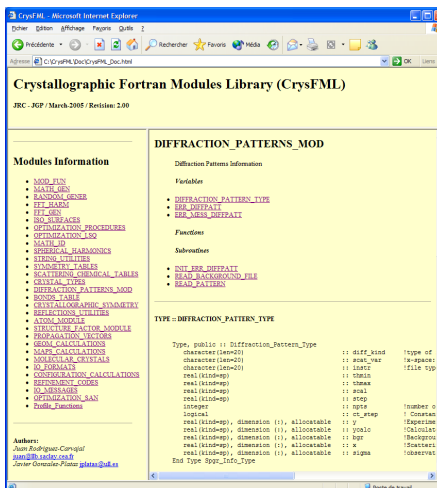 CrysFML - Microsoft Internet Explorer
Fichier Edition Affichage Favoris Outils ?
Précédente Rechercher Favoris Média
Adresse C:\CrysFML\Doc\CrysFML_Doc.html OK Liens
Crystallographic Fortran Modules Library (CrysFML)
JRC - JGP / March-2005 / Revision: 2.00
Modules Information
MOD_FUN
MATH_GEN
RANDOM_GENER
FFT_HARM
FFT_GEN
ISO_SURFACES
OPTIMIZATION_PROCEDURES
OPTIMIZATION_LSQ
MATH_3D
SPHERICAL_HARMONICS
STRING_UTILITIES
SYMMETRY_TABLES
SCATTERING_CHEMICAL_TABLES
CRYSTAL_TYPES
DIFFRACTION_PATTERNS_MOD
BONDS_TABLE
CRYSTALLOGRAPHIC_SYMMETRY
REFLECTIONS_UTILITIES
ATOM_MODULE
STRUCTURE_FACTOR_MODULE
PROPAGATION_VECTORS
GEOM_CALCULATIONS
MAPS_CALCULATIONS
MOLECULAR_CRYSTALS
IO_FORMATS
CONFIGURATION_CALCULATIONS
REFINEMENT_CODES
IO_MESSAGES
OPTIMIZATION_SAN
Profile_Functions
Authors:
Juan Rodriguez-Carvajal
juan@llb.saclay.cea.fr
Javier Gonzalez-Platas jplatas@ull.es
DIFFRACTION_PATTERNS_MOD
Diffraction Patterns Information
Variables
DIFFRACTION_PATTERN_TYPE
ERR_DIFFPATT
ERR_MESS_DIFFPATT
Functions
Subroutines
INIT_ERR_DIFFPATT
READ_BACKGROUND_FILE
READ_PATTERN
TYPE :: DIFFRACTION_PATTERN_TYPE
Type, public :: Diffraction_Pattern_Type
character(len=20) :: diff_kind !type of
character(len=20) :: scat_var !x-space:
character(len=20) :: instr !file typ
real(kind=sp) :: thmin
real(kind=sp) :: thmax
real(kind=sp) :: scal
real(kind=sp) :: step
integer :: npts !number o
logical :: ct_step ! Constan
real(kind=sp), dimension (:), allocatable :: y !Experime
real(kind=sp), dimension (:), allocatable :: ycalc !Calculat
real(kind=sp), dimension (:), allocatable :: bgr !Backgrou
real(kind=sp), dimension (:), allocatable :: x !Scatteri
real(kind=sp), dimension (:), allocatable :: sigma !observat
End Type Spgr_Info_Type
Poste de travail